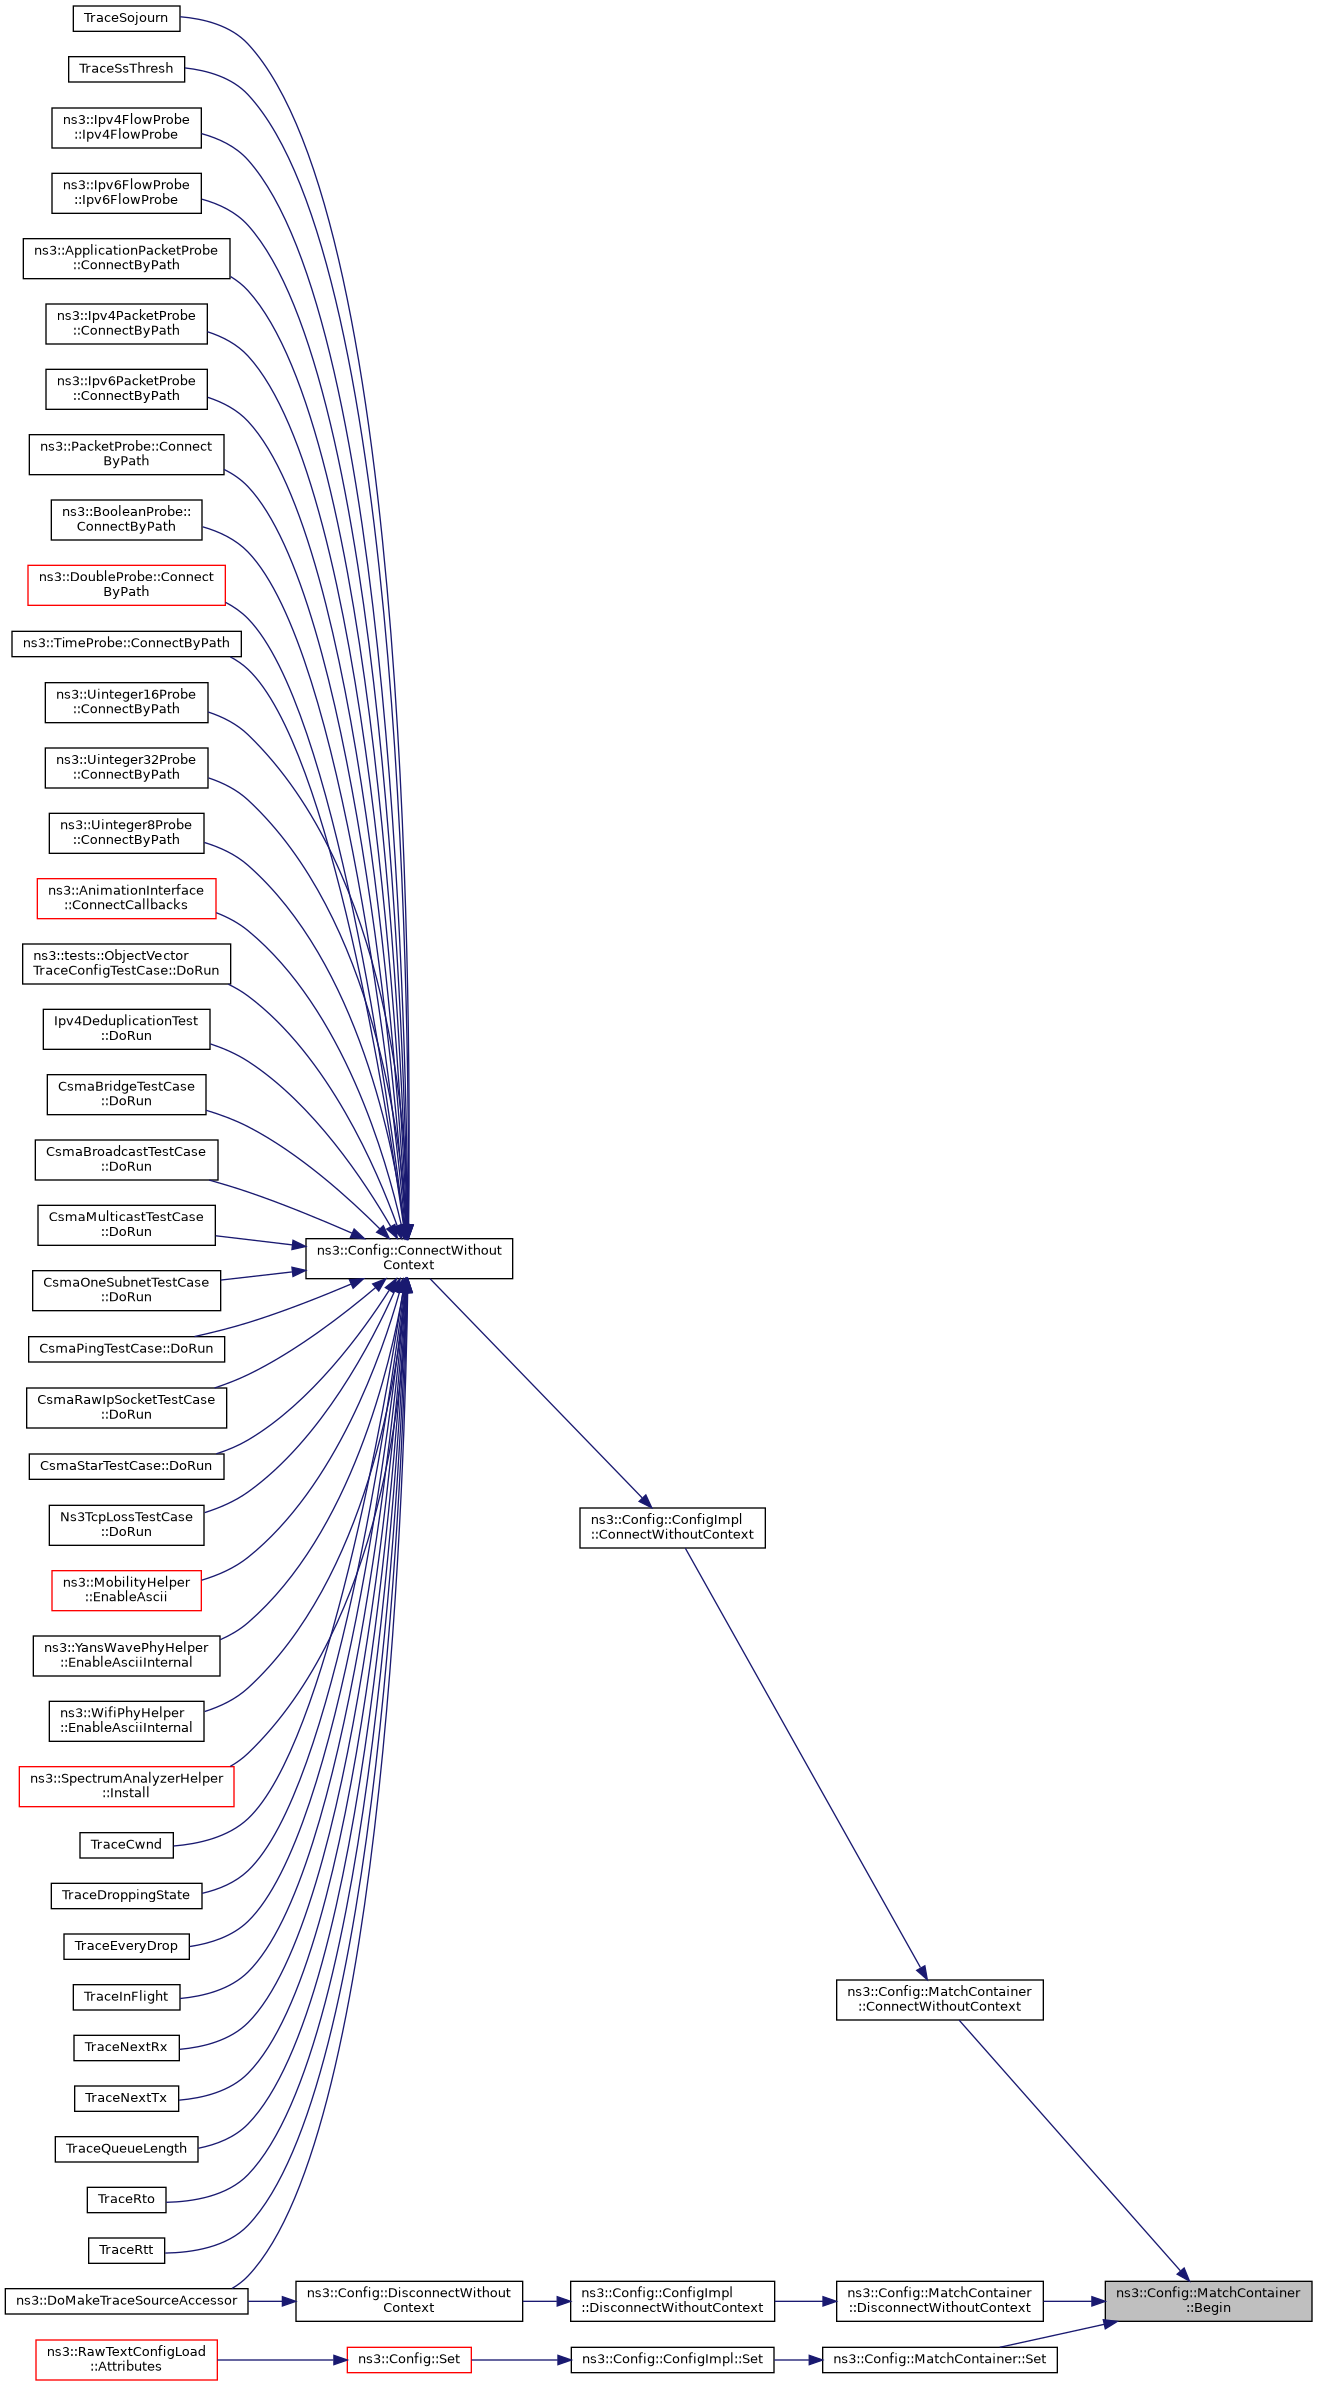 TraceSojourn
TraceSsThresh
ns3::Ipv4FlowProbe
::Ipv4FlowProbe
ns3::Ipv6FlowProbe
::Ipv6FlowProbe
ns3::ApplicationPacketProbe
::ConnectByPath
ns3::Ipv4PacketProbe
::ConnectByPath
ns3::Ipv6PacketProbe
::ConnectByPath
ns3::PacketProbe::Connect
ByPath
ns3::BooleanProbe::
ConnectByPath
ns3::DoubleProbe::Connect
ByPath
ns3::TimeProbe::ConnectByPath
ns3::Uinteger16Probe
::ConnectByPath
ns3::Uinteger32Probe
::ConnectByPath
ns3::Uinteger8Probe
::ConnectByPath
ns3::AnimationInterface
::ConnectCallbacks
ns3::tests::ObjectVector
TraceConfigTestCase::DoRun
Ipv4DeduplicationTest
::DoRun
CsmaBridgeTestCase
::DoRun
CsmaBroadcastTestCase
::DoRun
CsmaMulticastTestCase
::DoRun
CsmaOneSubnetTestCase
::DoRun
CsmaPingTestCase::DoRun
CsmaRawIpSocketTestCase
::DoRun
CsmaStarTestCase::DoRun
Ns3TcpLossTestCase
::DoRun
ns3::MobilityHelper
::EnableAscii
ns3::YansWavePhyHelper
::EnableAsciiInternal
ns3::WifiPhyHelper
::EnableAsciiInternal
ns3::SpectrumAnalyzerHelper
::Install
TraceCwnd
TraceDroppingState
TraceEveryDrop
TraceInFlight
TraceNextRx
TraceNextTx
TraceQueueLength
TraceRto
TraceRtt
ns3::DoMakeTraceSourceAccessor
ns3::RawTextConfigLoad
::Attributes
ns3::Config::ConnectWithout
Context
ns3::Config::DisconnectWithout
Context
ns3::Config::Set
ns3::Config::ConfigImpl
::ConnectWithoutContext
ns3::Config::ConfigImpl
::DisconnectWithoutContext
ns3::Config::ConfigImpl::Set
ns3::Config::MatchContainer
::ConnectWithoutContext
ns3::Config::MatchContainer
::DisconnectWithoutContext
ns3::Config::MatchContainer::Set
ns3::Config::MatchContainer
::Begin